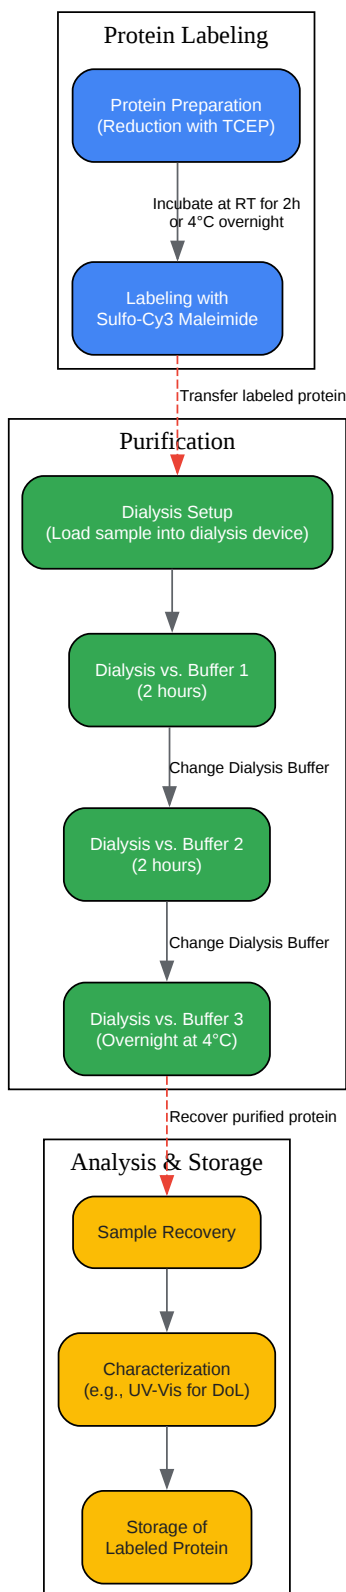 Protein Labeling
Protein Preparation
(Reduction with TCEP)
Incubate at RT for 2h
or 4°C overnight
Labeling with
Sulfo-Cy3 Maleimide
Transfer labeled protein
Purification
Dialysis Setup
(Load sample into dialysis device)
Dialysis vs. Buffer 1
(2 hours)
Change Dialysis Buffer
Dialysis vs. Buffer 2
(2 hours)
Change Dialysis Buffer
Dialysis vs. Buffer 3
(Overnight at 4°C)
Recover purified protein
Analysis & Storage
Sample Recovery
Characterization
(e.g., UV-Vis for DoL)
Storage of
Labeled Protein